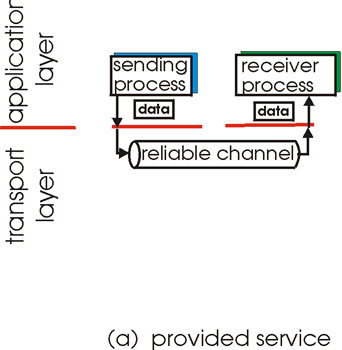 application
layer
sending
process
receiver
process
data
data
transport
layer
reliable channel
(a) provided service